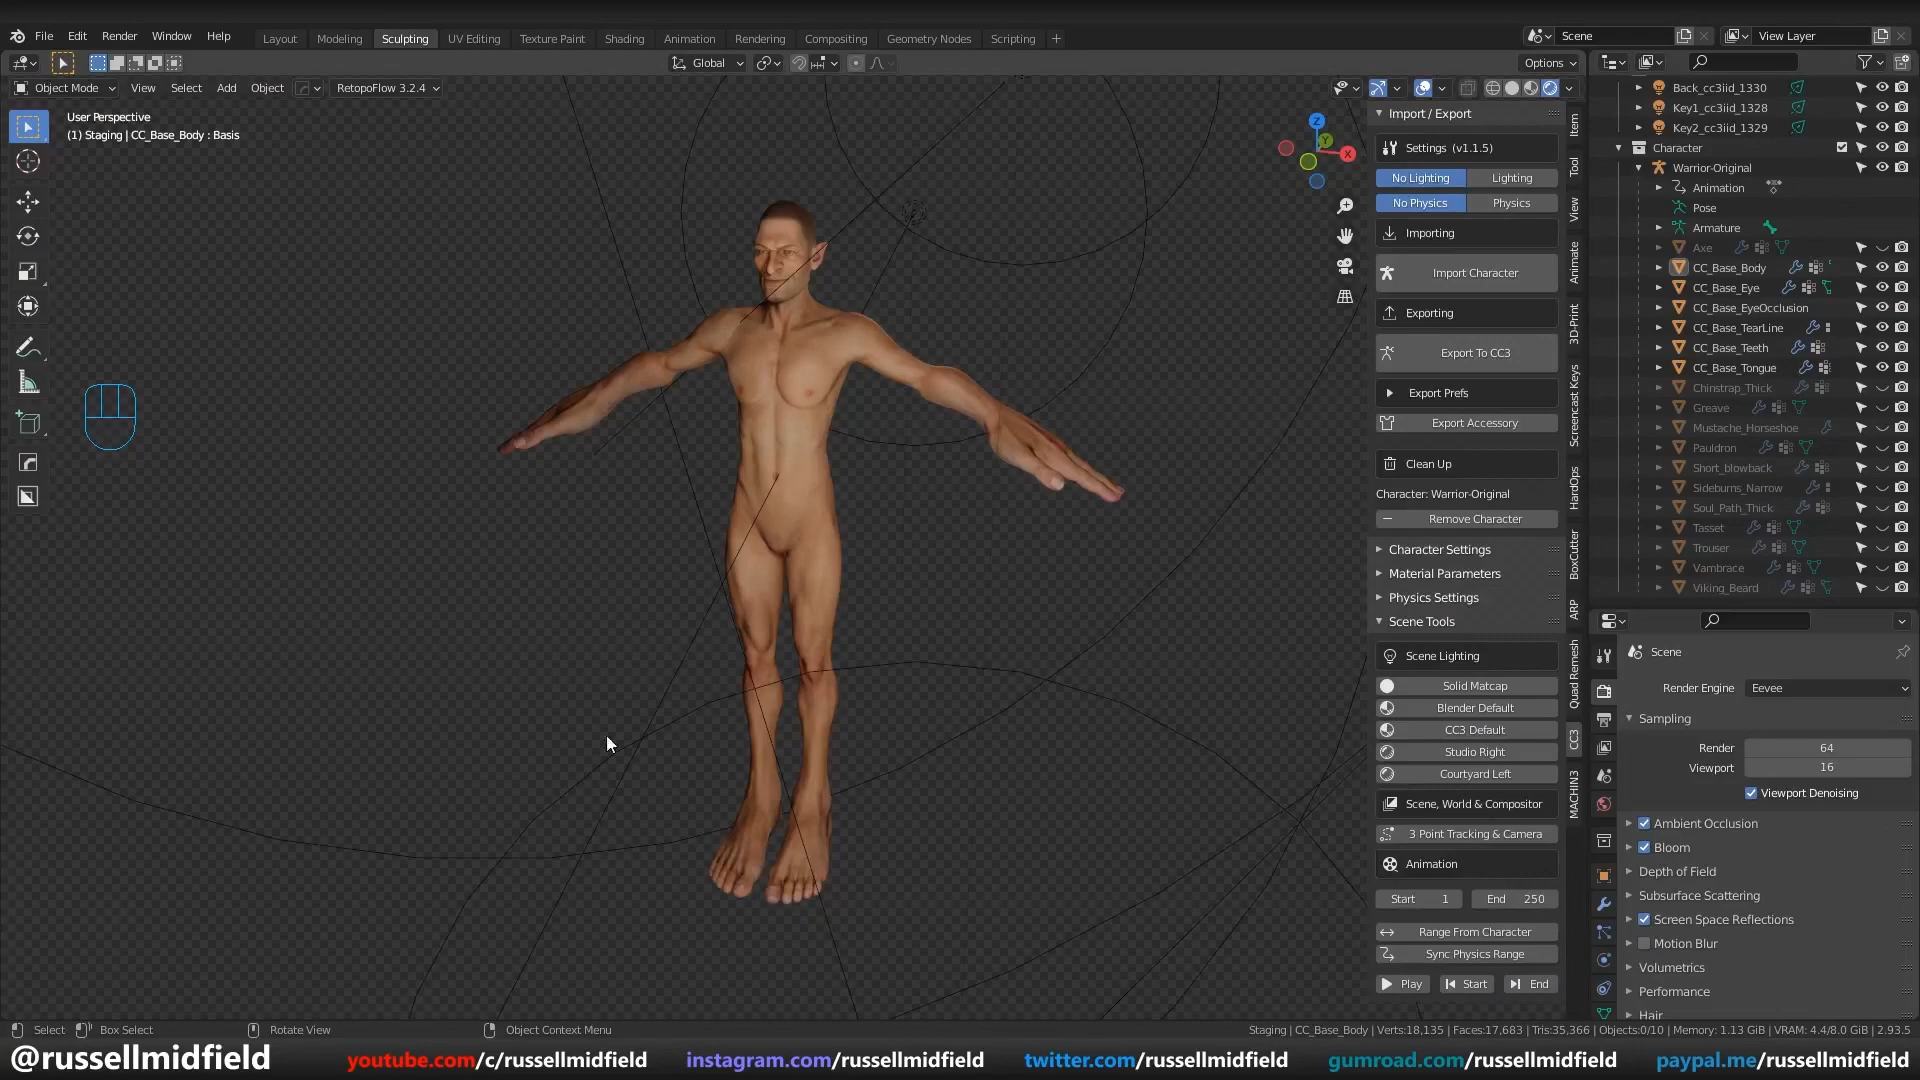 File Edit Render Window Help Layout Modeling Sculpting UV Editing Texture Paint Shading Animation Rendering Compositing Geometry Nodes Scripting + Scene View Layer
Global Options
Object Mode View Select Add Object RetopoFlow 3.2.4
User Perspective
(1) Staging | CC_Base_Body : Basis
Z
Y
X
Import / Export
Settings (v1.1.5)
No Lighting Lighting
No Physics Physics
Importing
Import Character
Exporting
Export To CC3
Export Prefs
Export Accessory
Clean Up
Character: Warrior-Original
Remove Character
Character Settings
Material Parameters
Physics Settings
Scene Tools
Scene Lighting
Solid Matcap
Blender Default
CC3 Default
Studio Right
Courtyard Left
Scene, World & Compositor
3 Point Tracking & Camera
Animation
Start 1 End 250
Range From Character
Sync Physics Range
Play Start End
Item
Tool
View
Animate
3D-Print
Screencast Keys
HardOps
BoxCutter
ARP
Quad Remesh
CC3
MACHIN3
Back_cc3iid_1330
Key1_cc3iid_1328
Key2_cc3iid_1329
Character
Warrior-Original
Animation
Pose
Armature
Axe
CC_Base_Body
CC_Base_Eye
CC_Base_EyeOcclusion
CC_Base_TearLine
CC_Base_Teeth
CC_Base_Tongue
Chinstrap_Thick
Greave
Mustache_Horseshoe
Pauldron
Short_blowback
Sideburns_Narrow
Soul_Path_Thick
Tasset
Trouser
Vambrace
Viking_Beard
Scene
Render Engine Eevee
Sampling
Render 64
Viewport 16
Viewport Denoising
Ambient Occlusion
Bloom
Depth of Field
Subsurface Scattering
Screen Space Reflections
Motion Blur
Volumetrics
Performance
Hair
Select Box Select Rotate View Object Context Menu Staging | CC_Base_Body | Verts:18,135 | Faces:17,683 | Tris:35,366 | Objects:0/10 | Memory: 1.13 GiB | VRAM: 4.4/8.0 GiB | 2.93.5
@russellmidfield youtube.com/c/russellmidfield instagram.com/russellmidfield twitter.com/russellmidfield gumroad.com/russellmidfield paypal.me/russellmidfield